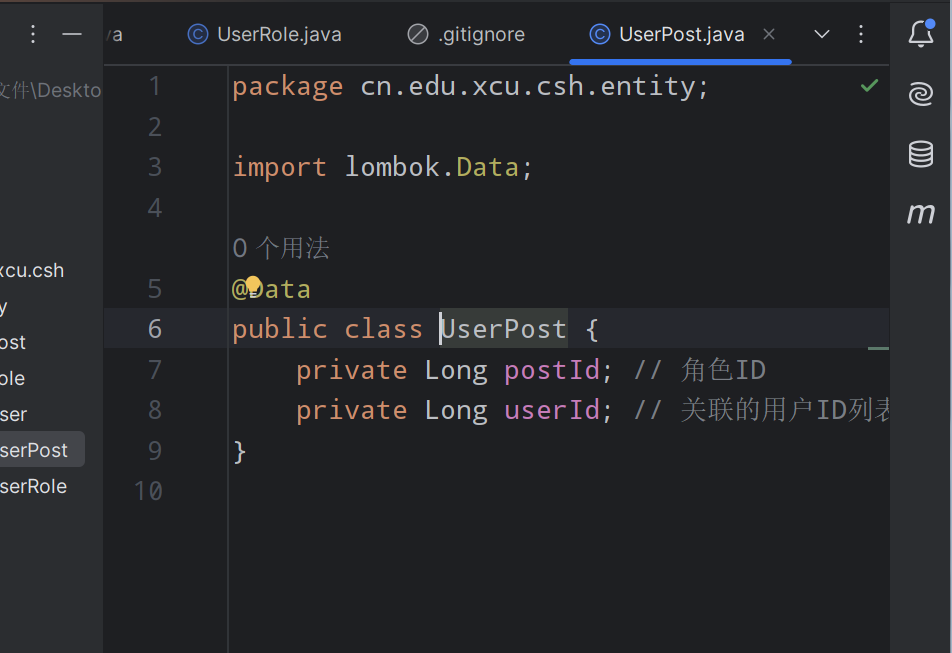 UserRole.java
.gitignore
UserPost.java
文件\Deskto
xcu.csh
ost
ole
ser
serPost
serRole
1 package cn.edu.xcu.csh.entity;
2
3 import lombok.Data;
4
0 个用法
5 @Data
6 public class UserPost {
7 private Long postId; // 角色ID
8 private Long userId; // 关联的用户ID列表
9 }
10
m